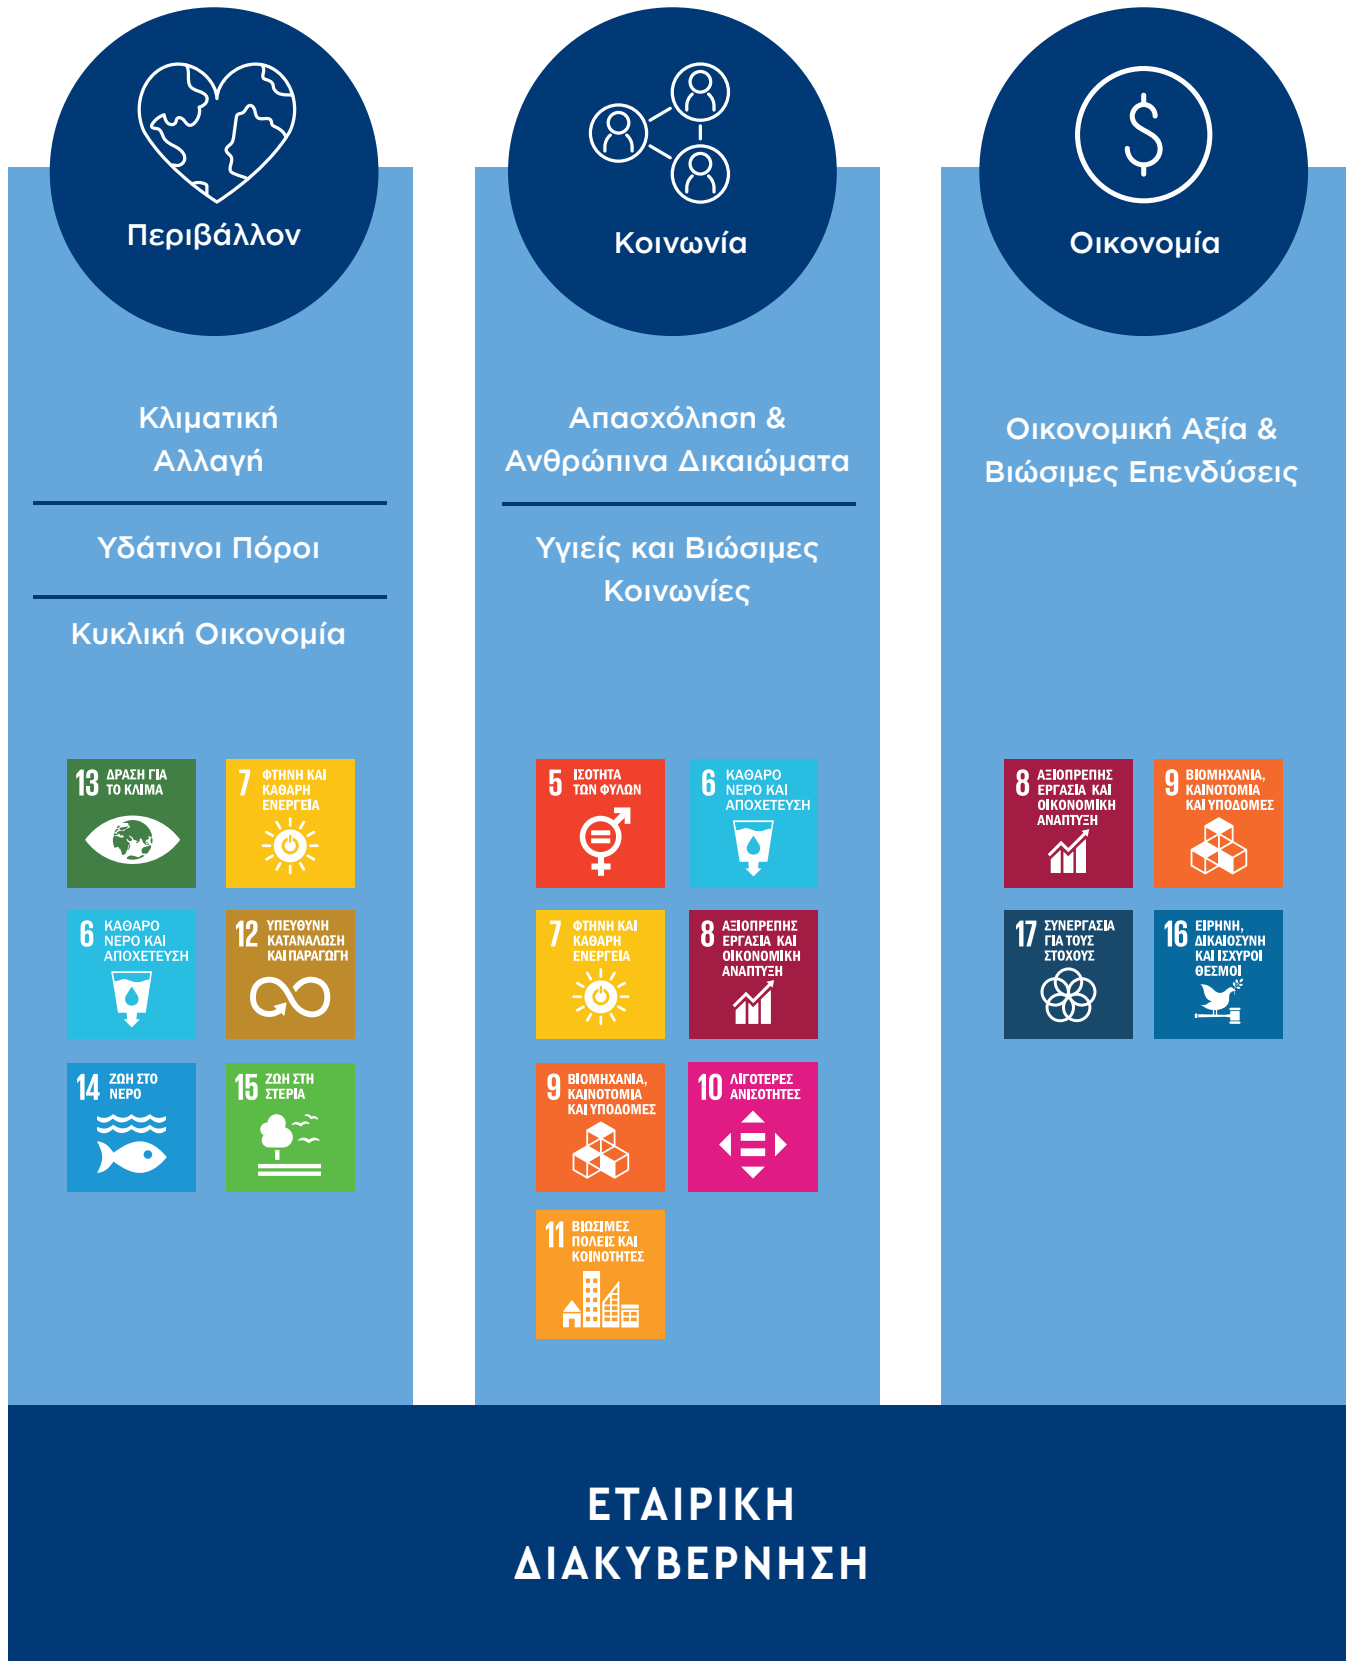 Περιβάλλον
Κλιματική
Αλλαγή
Υδάτινοι Πόροι
Κυκλική Οικονομία
13 ΔΡΑΣΗ ΓΙΑ
ΤΟ ΚΛΙΜΑ
7 ΦΤΗΝΗ ΚΑΙ
ΚΑΘΑΡΗ
ΕΝΕΡΓΕΙΑ
6 ΚΑΘΑΡΟ
ΝΕΡΟ ΚΑΙ
ΑΠΟΧΕΤΕΥΣΗ
12 ΥΠΕΥΘΥΝΗ
ΚΑΤΑΝΑΛΩΣΗ
ΚΑΙ ΠΑΡΑΓΩΓΗ
14 ΖΩΗ ΣΤΟ
ΝΕΡΟ
15 ΖΩΗ ΣΤΗ
ΣΤΕΡΙΑ
Κοινωνία
Απασχόληση &
Ανθρώπινα Δικαιώματα
Υγιείς και Βιώσιμες
Κοινωνίες
5 ΙΣΟΤΗΤΑ
ΤΩΝ ΦΥΛΩΝ
6 ΚΑΘΑΡΟ
ΝΕΡΟ ΚΑΙ
ΑΠΟΧΕΤΕΥΣΗ
7 ΦΤΗΝΗ ΚΑΙ
ΚΑΘΑΡΗ
ΕΝΕΡΓΕΙΑ
8 ΑΞΙΟΠΡΕΠΗΣ
ΕΡΓΑΣΙΑ ΚΑΙ
ΟΙΚΟΝΟΜΙΚΗ
ΑΝΑΠΤΥΞΗ
9 ΒΙΟΜΗΧΑΝΙΑ,
ΚΑΙΝΟΤΟΜΙΑ
ΚΑΙ ΥΠΟΔΟΜΕΣ
10 ΛΙΓΟΤΕΡΕΣ
ΑΝΙΣΟΤΗΤΕΣ
11 ΒΙΩΣΙΜΕΣ
ΠΟΛΕΙΣ ΚΑΙ
ΚΟΙΝΟΤΗΤΕΣ
$
Οικονομία
Οικονομική Αξία &
Βιώσιμες Επενδύσεις
8 ΑΞΙΟΠΡΕΠΗΣ
ΕΡΓΑΣΙΑ ΚΑΙ
ΟΙΚΟΝΟΜΙΚΗ
ΑΝΑΠΤΥΞΗ
9 ΒΙΟΜΗΧΑΝΙΑ,
ΚΑΙΝΟΤΟΜΙΑ
ΚΑΙ ΥΠΟΔΟΜΕΣ
17 ΣΥΝΕΡΓΑΣΙΑ
ΓΙΑ ΤΟΥΣ
ΣΤΟΧΟΥΣ
16 ΕΙΡΗΝΗ,
ΔΙΚΑΙΟΣΥΝΗ
ΚΑΙ ΙΣΧΥΡΟΙ
ΘΕΣΜΟΙ
ΕΤΑΙΡΙΚΗ
ΔΙΑΚΥΒΕΡΝΗΣΗ